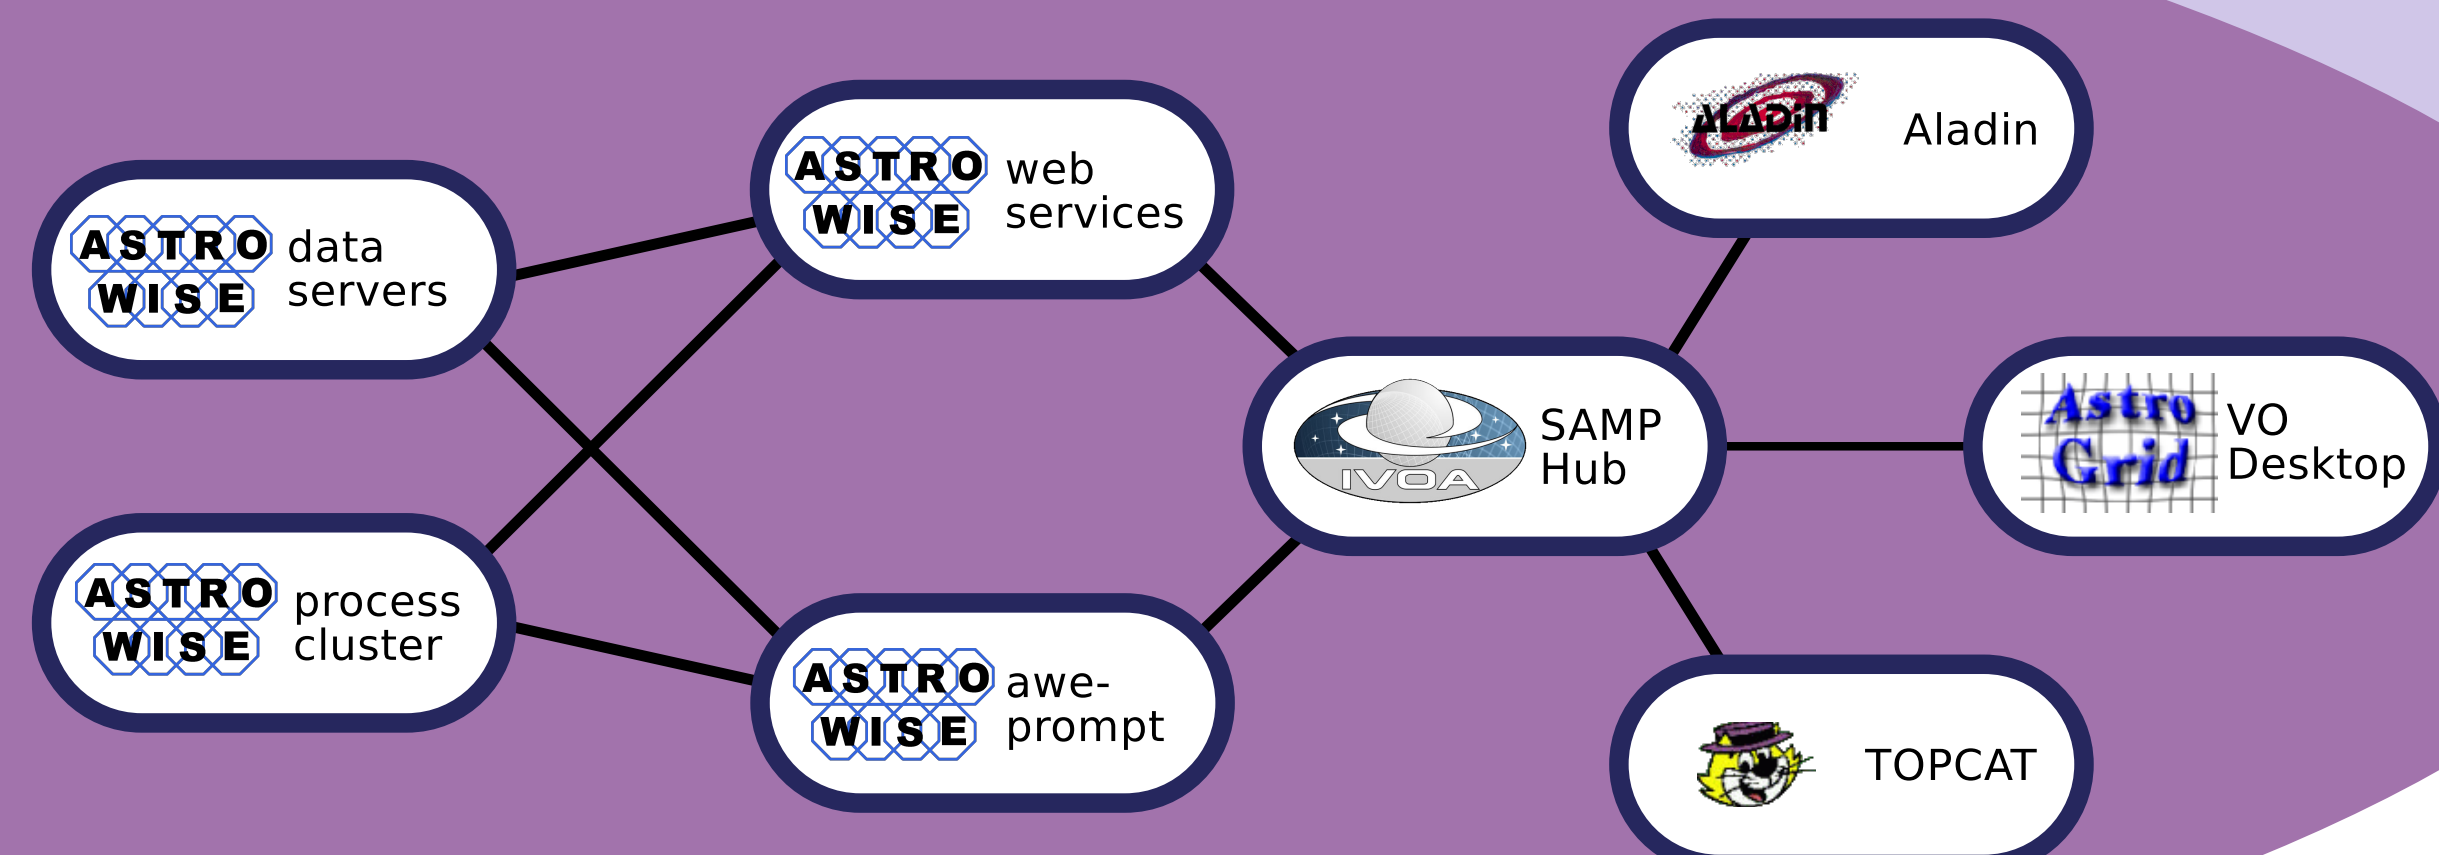 ASTRO
WISE
data
servers
ASTRO
WISE
process
cluster
ASTRO
WISE
web
services
ASTRO
WISE
awe-
prompt
IVOA
SAMP
Hub
ALADin
Aladin
Astro
Grid
VO
Desktop
TOPCAT